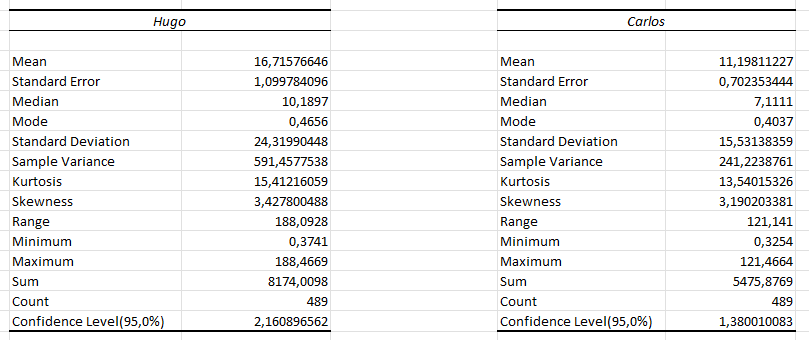 Hugo Carlos
Mean 16,71576646 Mean 11,19811227
Standard Error 1,099784096 Standard Error 0,702353444
Median 10,1897 Median 7,1111
Mode 0,4656 Mode 0,4037
Standard Deviation 24,31990448 Standard Deviation 15,53138359
Sample Variance 591,4577538 Sample Variance 241,2238761
Kurtosis 15,41216059 Kurtosis 13,54015326
Skewness 3,427800488 Skewness 3,190203381
Range 188,0928 Range 121,141
Minimum 0,3741 Minimum 0,3254
Maximum 188,4669 Maximum 121,4664
Sum 8174,0098 Sum 5475,8769
Count 489 Count 489
Confidence Level(95,0%) 2,160896562 Confidence Level(95,0%) 1,380010083